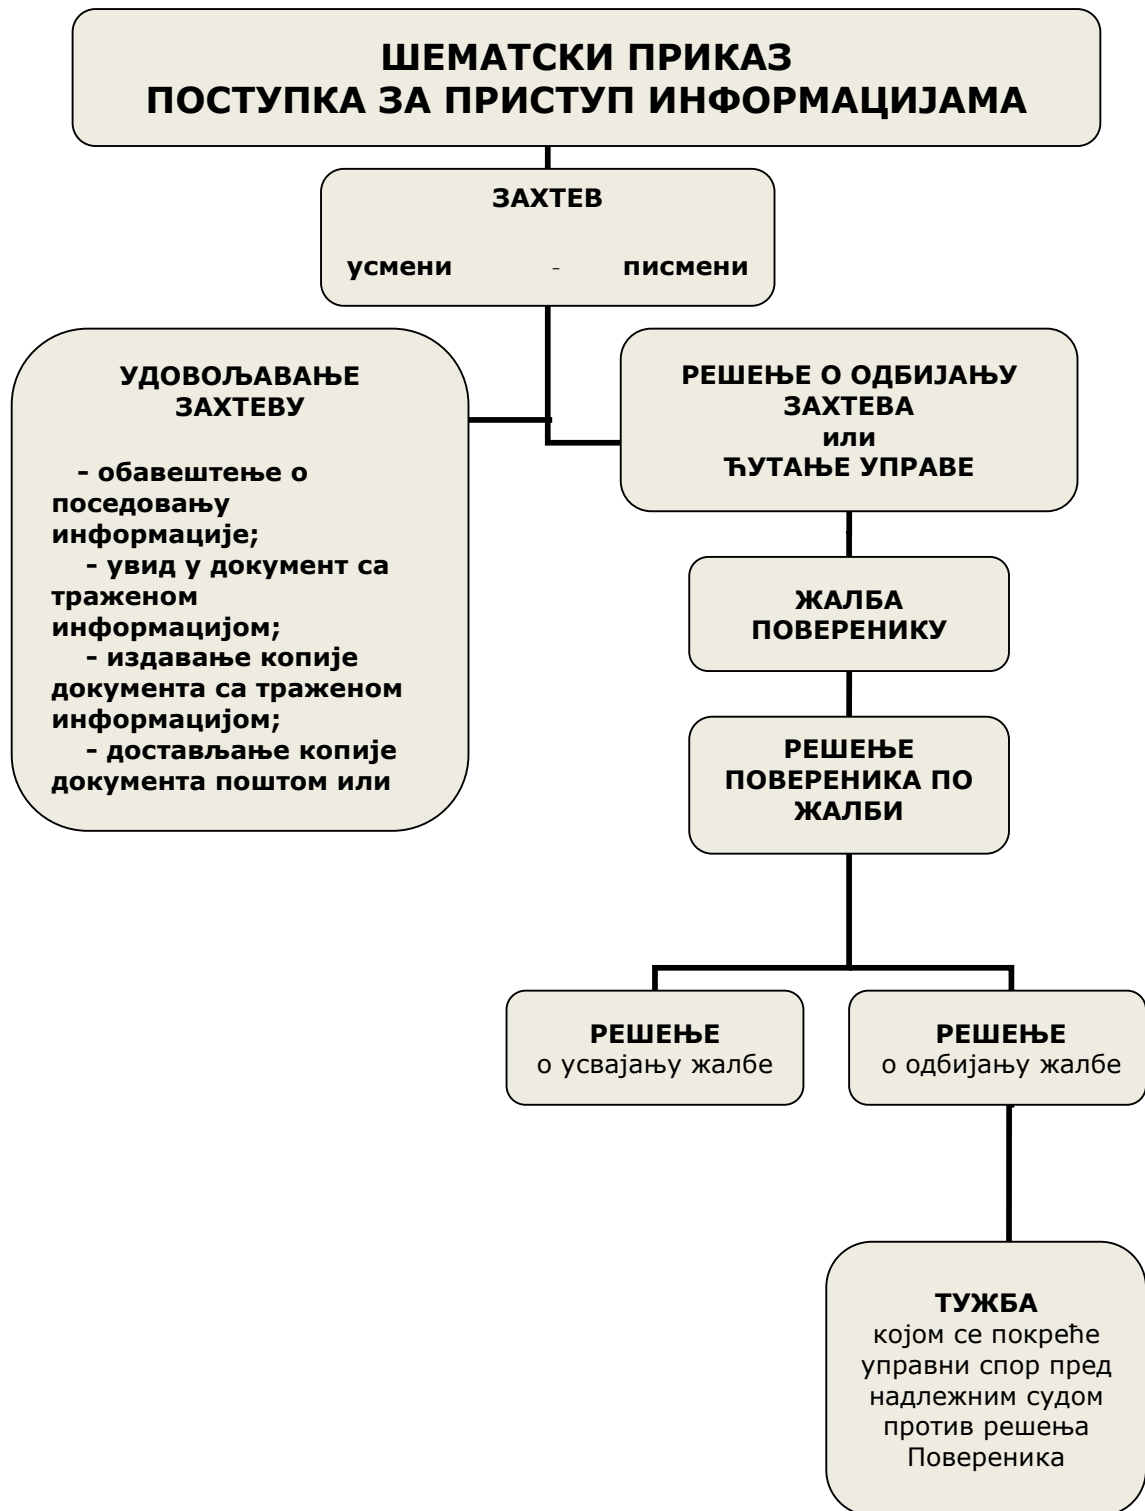 ШЕМАТСКИ ПРИКАЗ
ПОСТУПКА ЗА ПРИСТУП ИНФОРМАЦИЈАМА
ЗАХТЕВ
усмени - писмени
УДОВОЉАВАЊЕ
ЗАХТЕВУ
- обавештење о
поседовању
информације;
- увид у документ са
траженом
информацијом;
- издавање копије
документа са траженом
информацијом;
- достављање копије
документа поштом или
РЕШЕЊЕ О ОДБИЈАЊУ
ЗАХТЕВА
или
ЋУТАЊЕ УПРАВЕ
ЖАЛБА
ПОВЕРЕНИКУ
РЕШЕЊЕ
ПОВЕРЕНИКА ПО
ЖАЛБИ
РЕШЕЊЕ
о усвајању жалбе
РЕШЕЊЕ
о одбијању жалбе
ТУЖБА
којом се покреће
управни спор пред
надлежним судом
против решења
Повереника